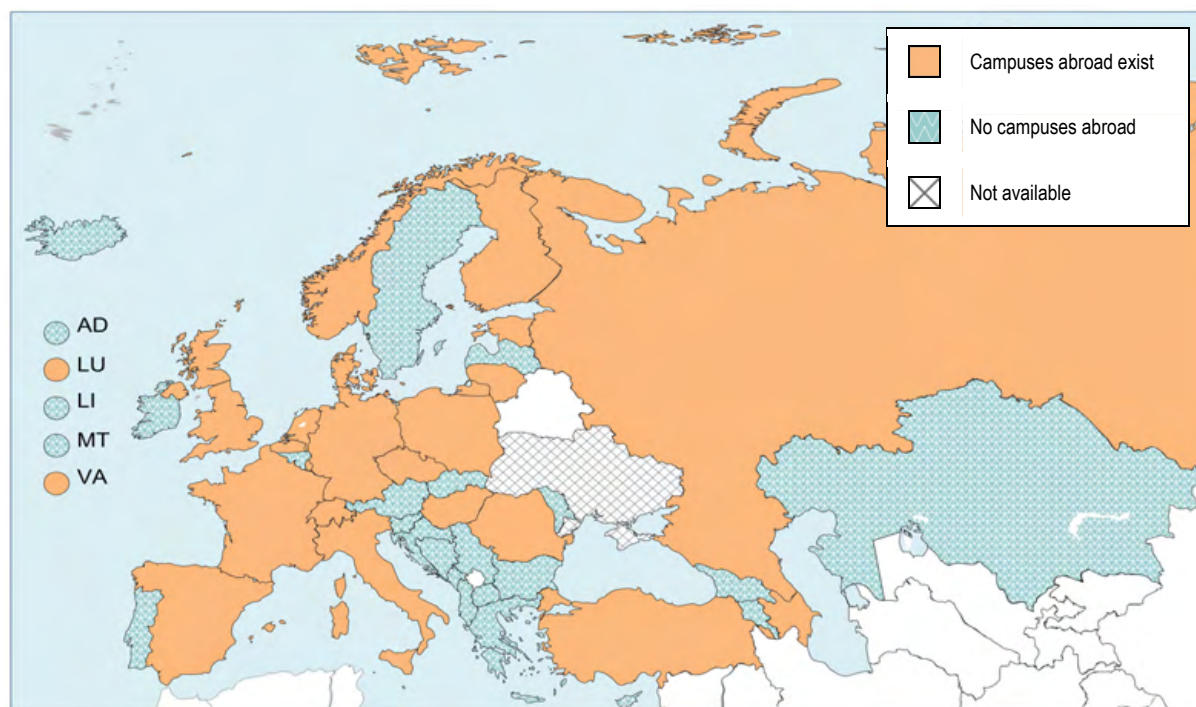 Campuses abroad exist
No campuses abroad
Not available
AD
LU
LI
MT
VA